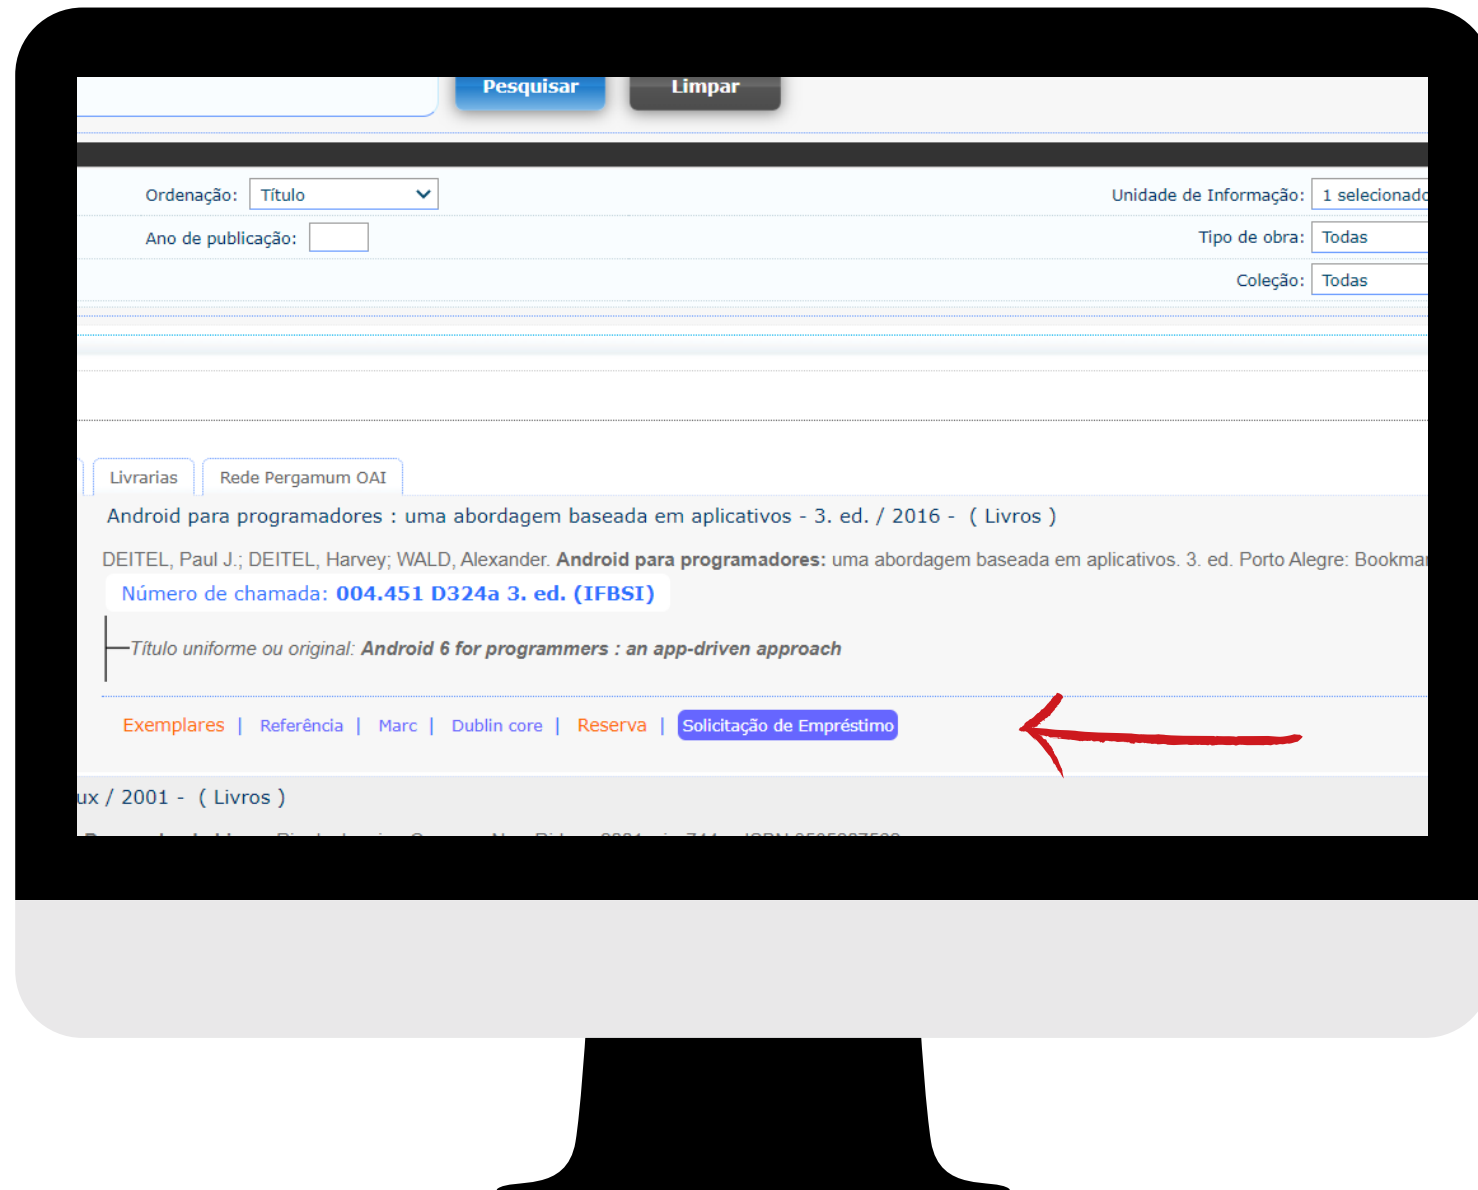 Pesquisar Limpar
Ordenação: Título Unidade de Informação: 1 selecionado
Ano de publicação: Tipo de obra: Todas
Coleção: Todas
Livrarias Rede Pergamum OAI
Android para programadores : uma abordagem baseada em aplicativos - 3. ed. / 2016 - ( Livros )
DEITEL, Paul J.; DEITEL, Harvey; WALD, Alexander. Android para programadores: uma abordagem baseada em aplicativos. 3. ed. Porto Alegre: Bookma
Número de chamada: 004.451 D324a 3. ed. (IFBSI)
Título uniforme ou original: Android 6 for programmers : an app-driven approach
Exemplares | Referência | Marc | Dublin core | Reserva | Solicitação de Empréstimo
ux / 2001 - ( Livros )